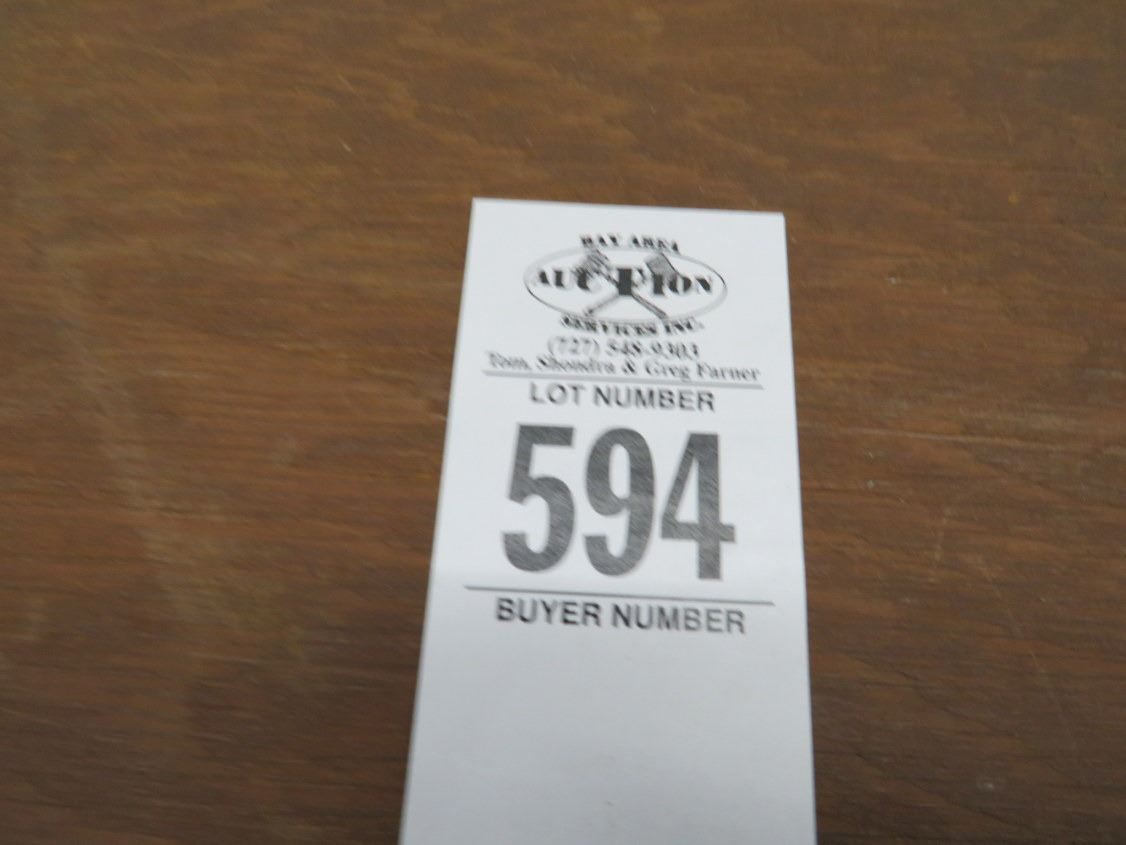 BAY AREA
AUCTION
SERVICES INC.
(727) 548-9303
Tom, Shondra & Greg Farner
LOT NUMBER
594
BUYER NUMBER